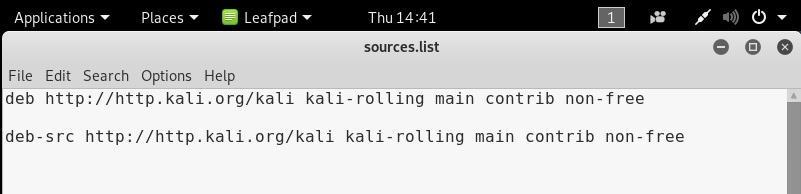 Applications Places Leafpad Thu 14:41 1
sources.list
File Edit Search Options Help
deb http://http.kali.org/kali kali-rolling main contrib non-free
deb-src http://http.kali.org/kali kali-rolling main contrib non-free